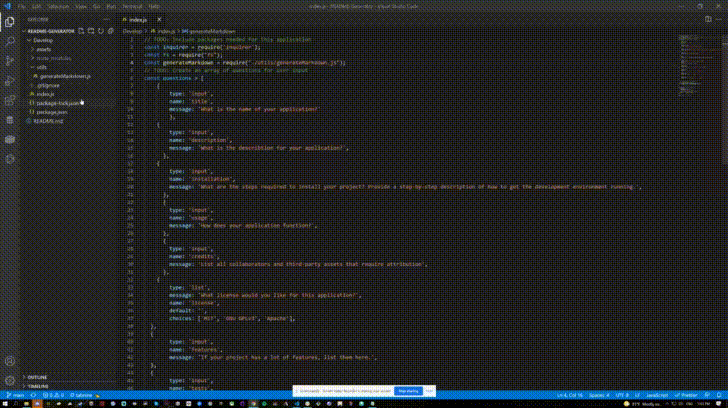 File Edit Selection View Go Run Terminal Help
index.js - README-Generator - Visual Studio Code
EXPLORER
README-GENERATOR
Develop
assets
node_modules
utils
generateMarkdown.js
.gitignore
index.js
package-lock.json
package.json
README.md
OUTLINE
TIMELINE
index.js
Develop > index.js > generateMarkdown
// TODO: Include packages needed for this application
const inquirer = require('inquirer');
const fs = require("fs");
const generateMarkdown = require("./utils/generateMarkdown.js");
// TODO: Create an array of questions for user input
const questions = [
{
type: 'input',
name: 'title',
message: 'What is the name of your application?'
},
{
type: 'input',
name: 'description',
message: 'What is the describtion for your application?',
},
{
type: 'input',
name: 'installation',
message: 'What are the steps required to install your project? Provide a step-by-step description of how to get the development environment running.',
},
{
type: 'input',
name: 'usage',
message: 'How does your application function?',
},
{
type: 'input',
name: 'credits',
message: 'List all collaborators and third-party assets that require attribution',
},
{
type: 'list',
message: 'What license would you like for this application?',
name: 'license',
default: '',
choices: ['MIT', 'GNU GPLv3', 'Apache'],
},
{
type: 'input',
name: 'features',
message: 'If your project has a list of features, list them here.',
},
{
type: 'input',
name: 'tests',
main
Stop sharing
Hide
Ln 4, Col 16 Spaces: 4 UTF-8 LF JavaScript Prettier